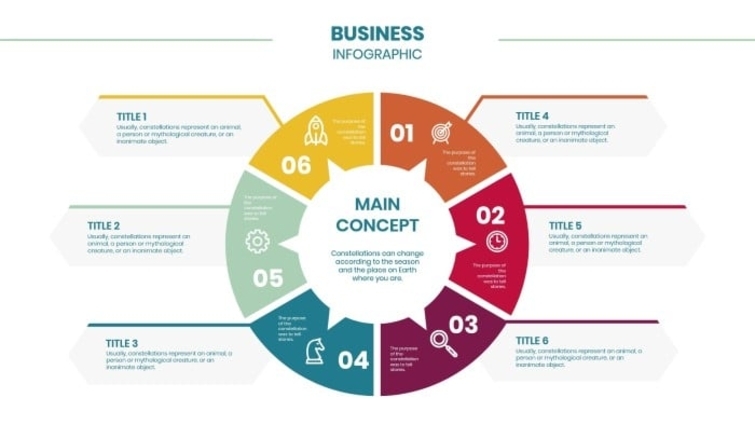 BUSINESS
INFOGRAPHIC
TITLE 1
Usually, constellations represent an animal,
a person or mythological creature, or an
inanimate object.
TITLE 4
Usually, constellations represent an
animal, a person or mythological
creature, or an inanimate object.
The purpose of
the
constellation
was to tell
stories.
06
01
The purpose of
the
constellation
was to tell
stories.
TITLE 2
Usually, constellations represent an
animal, a person or mythological
creature, or an inanimate object.
The purpose of
the
constellation
was to tell
stories.
05
MAIN
CONCEPT
Constellations can change
according to the season
and the place on Earth
where you are.
02
The purpose of
the
constellation
was to tell
stories.
TITLE 5
Usually, constellations represent an
animal, a person or mythological
creature, or an inanimate object.
TITLE 3
Usually, constellations represent an animal, a
person or mythological creature, or an
inanimate object.
The purpose
of the
constellation
was to tell
stories.
04
03
The purpose
of the
constellation
was to tell
stories.
TITLE 6
Usually, constellations represent an animal, a
person or mythological creature, or an
inanimate object.